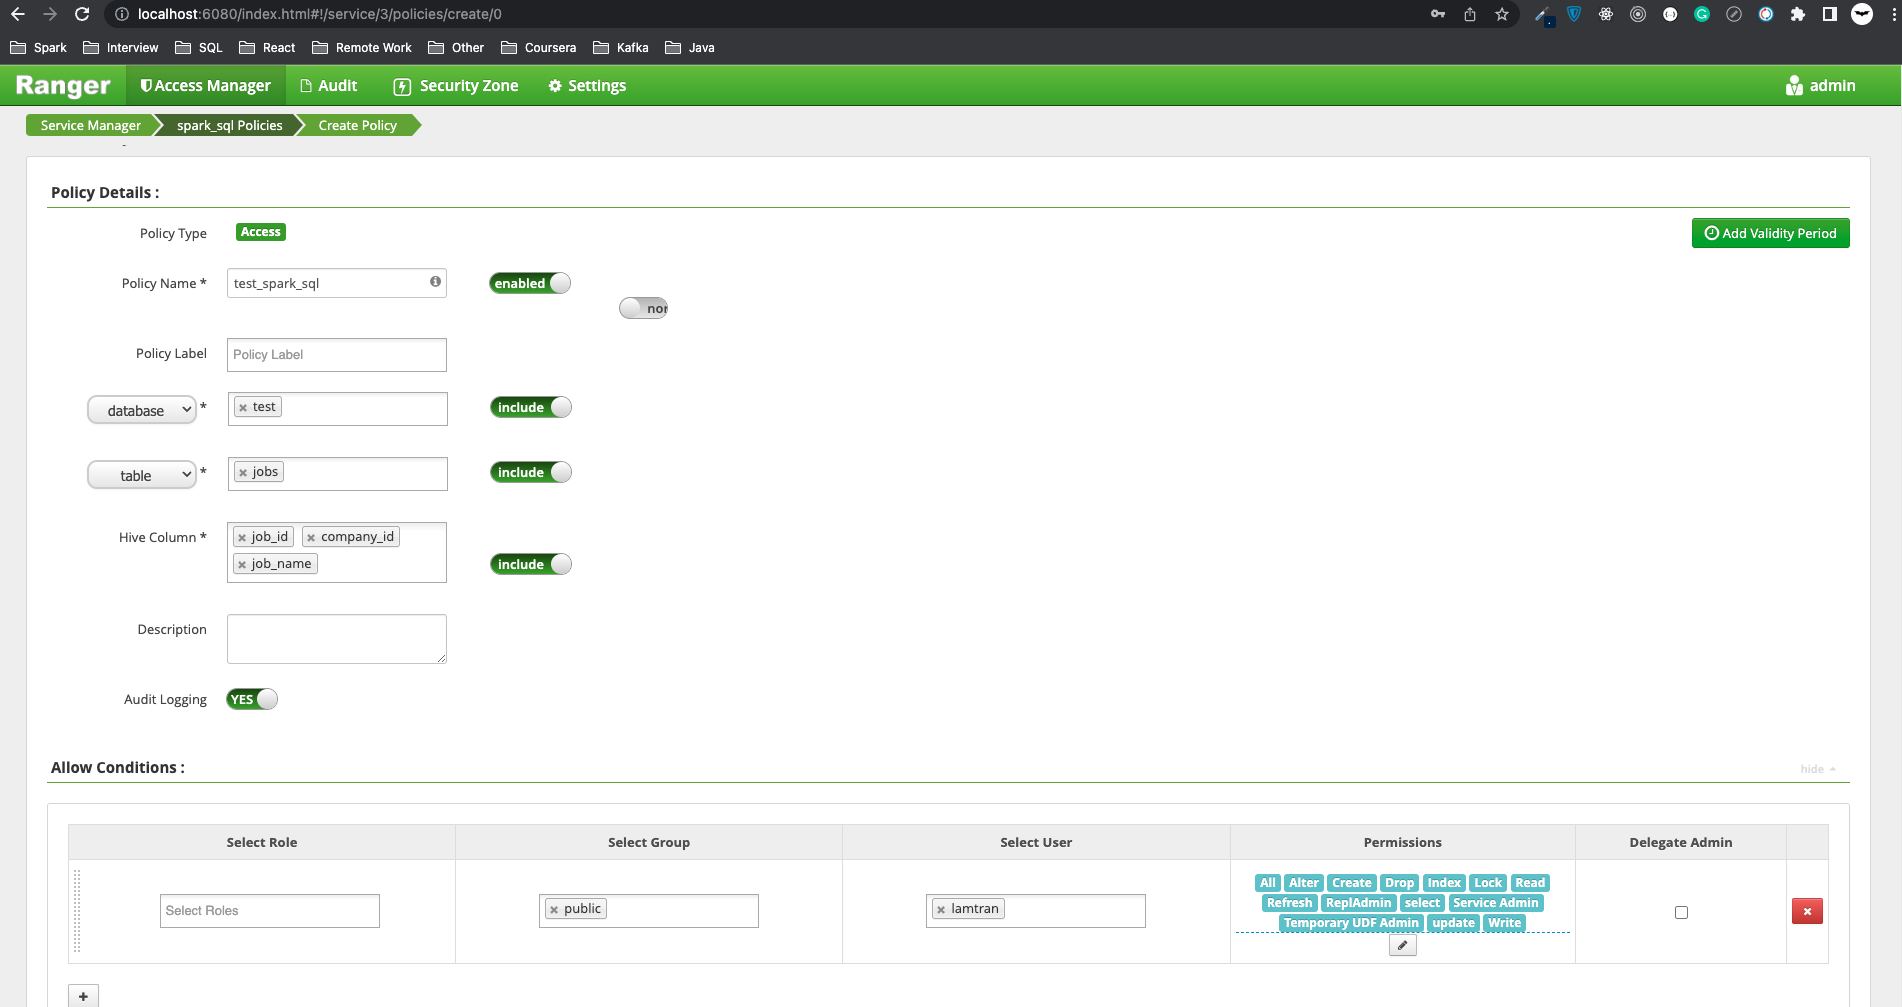 localhost:6080/index.html#!/service/3/policies/create/0
Spark Interview SQL React Remote Work Other Coursera Kafka Java
Ranger Access Manager Audit Security Zone Settings admin
Service Manager spark_sql Policies Create Policy
Policy Details :
Policy Type Access Add Validity Period
Policy Name * test_spark_sql enabled
nor
Policy Label Policy Label
database * test include
table * jobs include
Hive Column * job_id company_id
job_name include
Description
Audit Logging YES
Allow Conditions : hide
Select Role Select Group Select User Permissions Delegate Admin
All Alter Create Drop Index Lock Read
Select Roles public lamtran Refresh ReplAdmin select Service Admin
Temporary UDF Admin update Write
+